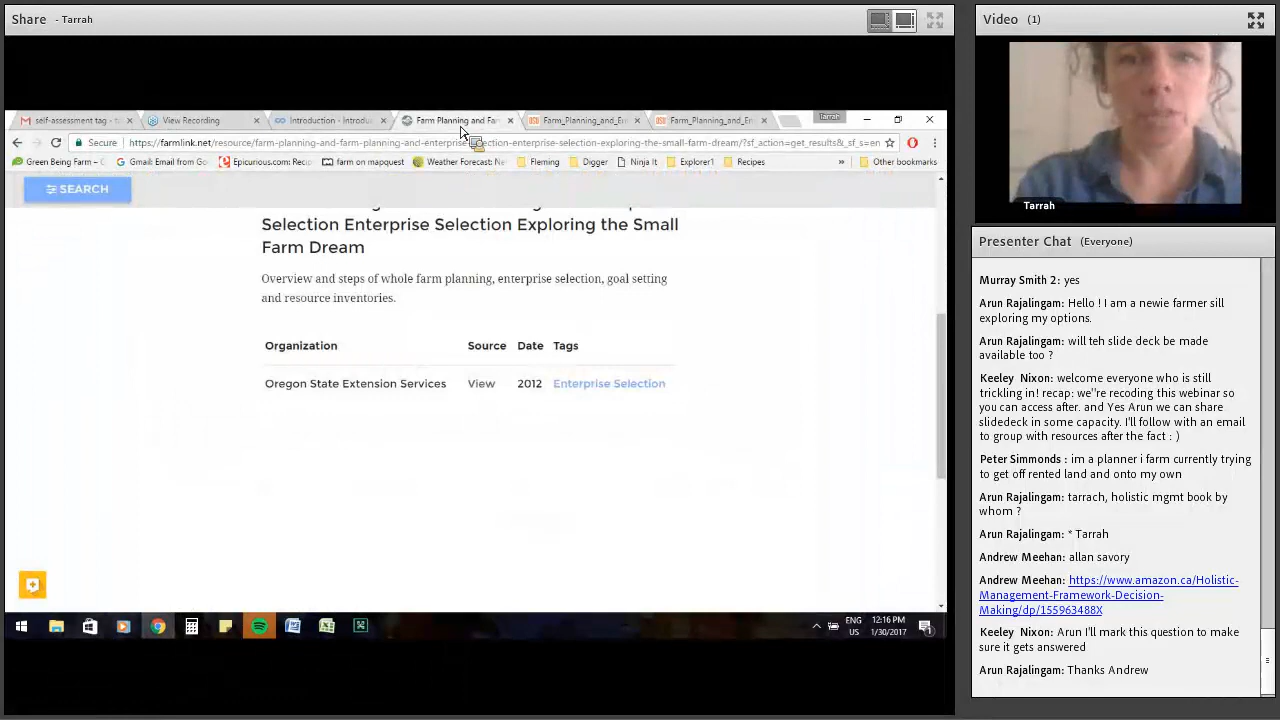 Share - Tarrah
Video (1)
self-assessment tag - ta
View Recording
Introduction - Introduc
Farm Planning and Far
Farm_Planning_and_En
Farm_Planning_and_En
Tarrah
Secure
https://farmlink.net/resource/farm-planning-and-farm-planning-and-enterprise-selection-enterprise-selection-exploring-the-small-farm-dream/?sf_action=get_results&_sf_s=en
Green Being Farm –
Gmail: Email from G
Epicurious.com: Recip
farm on mapquest
Weather Forecast: Ne
Fleming
Digger
Ninja It
Explorer1
Recipes
Other bookmarks
SEARCH
Selection Enterprise Selection Exploring the Small
Farm Dream
Overview and steps of whole farm planning, enterprise selection, goal setting
and resource inventories.
Organization Source Date Tags
Oregon State Extension Services View 2012 Enterprise Selection
ENG 12:16 PM
US 1/30/2017
1
Tarrah
Presenter Chat (Everyone)
Murray Smith 2: yes
Arun Rajalingam: Hello ! I am a newie farmer sill
exploring my options.
Arun Rajalingam: will teh slide deck be made
available too ?
Keeley Nixon: welcome everyone who is still
trickling in! recap: we"re recoding this webinar so
you can access after. and Yes Arun we can share
slidedeck in some capacity. I'll follow with an email
to group with resources after the fact : )
Peter Simmonds : im a planner i farm currently trying
to get off rented land and onto my own
Arun Rajalingam: tarrach, holistic mgmt book by
whom ?
Arun Rajalingam: * Tarrah
Andrew Meehan: allan savory
Andrew Meehan: https://www.amazon.ca/Holistic-
Management-Framework-Decision-
Making/dp/155963488X
Keeley Nixon: Arun I'll mark this question to make
sure it gets answered
Arun Rajalingam: Thanks Andrew